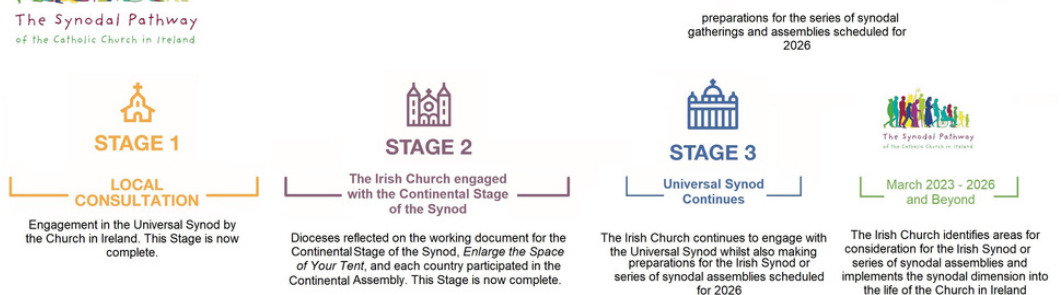 The Synodal Pathway
of the Catholic Church in Ireland
preparations for the series of synodal
gatherings and assemblies scheduled for
2026
STAGE 1
LOCAL
CONSULTATION
Engagement in the Universal Synod by
the Church in Ireland. This Stage is now
complete.
STAGE 2
The Irish Church engaged
with the Continental Stage
of the Synod
Dioceses reflected on the working document for the
Continental Stage of the Synod, Enlarge the Space
of Your Tent, and each country participated in the
Continental Assembly. This Stage is now complete.
STAGE 3
Universal Synod
Continues
The Irish Church continues to engage with
the Universal Synod whilst also making
preparations for the Irish Synod or
series of synodal assemblies scheduled
for 2026
The Synodal Pathway
of the Catholic Church in Ireland
March 2023 - 2026
and Beyond
The Irish Church identifies areas for
consideration for the Irish Synod or
series of synodal assemblies and
implements the synodal dimension into
the life of the Church in Ireland